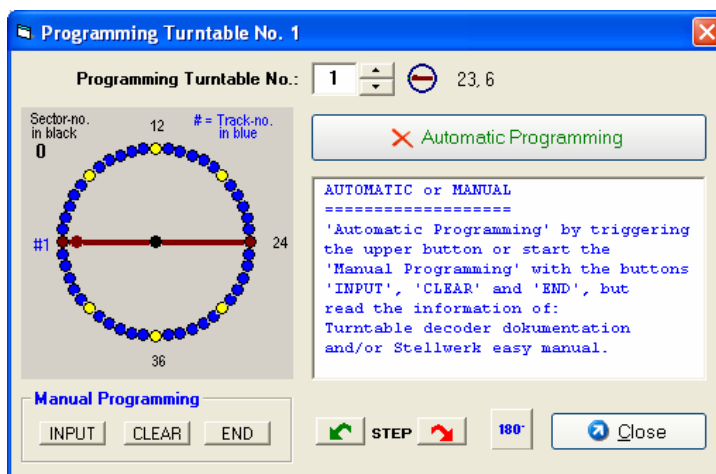 Programming Turntable No. 1
Programming Turntable No.: 1 23, 6
Sector-no.
in black
0
12
# = Track-no.
in blue
#1
24
36
Automatic Programming
AUTOMATIC or MANUAL
===================
'Automatic Programming' by triggering
the upper button or start the
'Manual Programming' with the buttons
'INPUT', 'CLEAR' and 'END', but
read the information of:
Turntable decoder dokumentation
and/or Stellwerk easy manual.
Manual Programming
INPUT CLEAR END
STEP
180°
Close